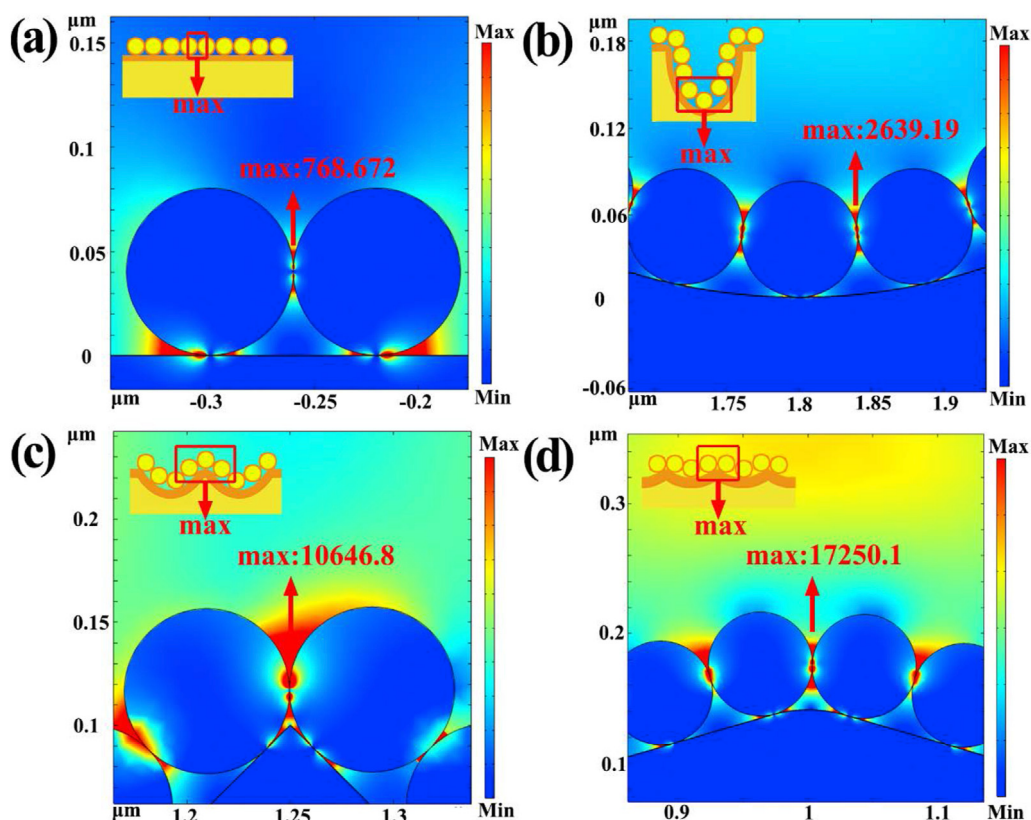 (a)
μm
0.15
0.1
0.05
0
μm
-0.3
-0.25
-0.2
max
max:768.672
Max
Min
(b)
μm
0.18
0.12
0.06
0
-0.06
μm
1.75
1.8
1.85
1.9
max
max:2639.19
Max
Min
(c)
μm
0.2
0.15
0.1
μm
1.2
1.25
1.3
max
max:10646.8
Max
Min
(d)
μm
0.3
0.2
0.1
0.9
1
1.1
max
max:17250.1
Max
Min